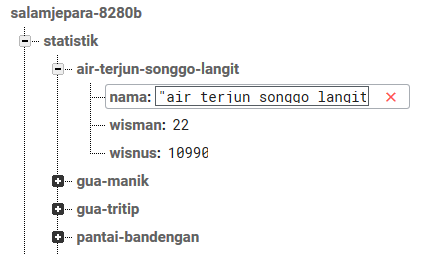 salamjepara-8280b
statistik
air-terjun-songgo-langit
nama: "air terjun songgo langit
wisman: 22
wisnus: 10990
gua-manik
gua-tritip
pantai-bandengan